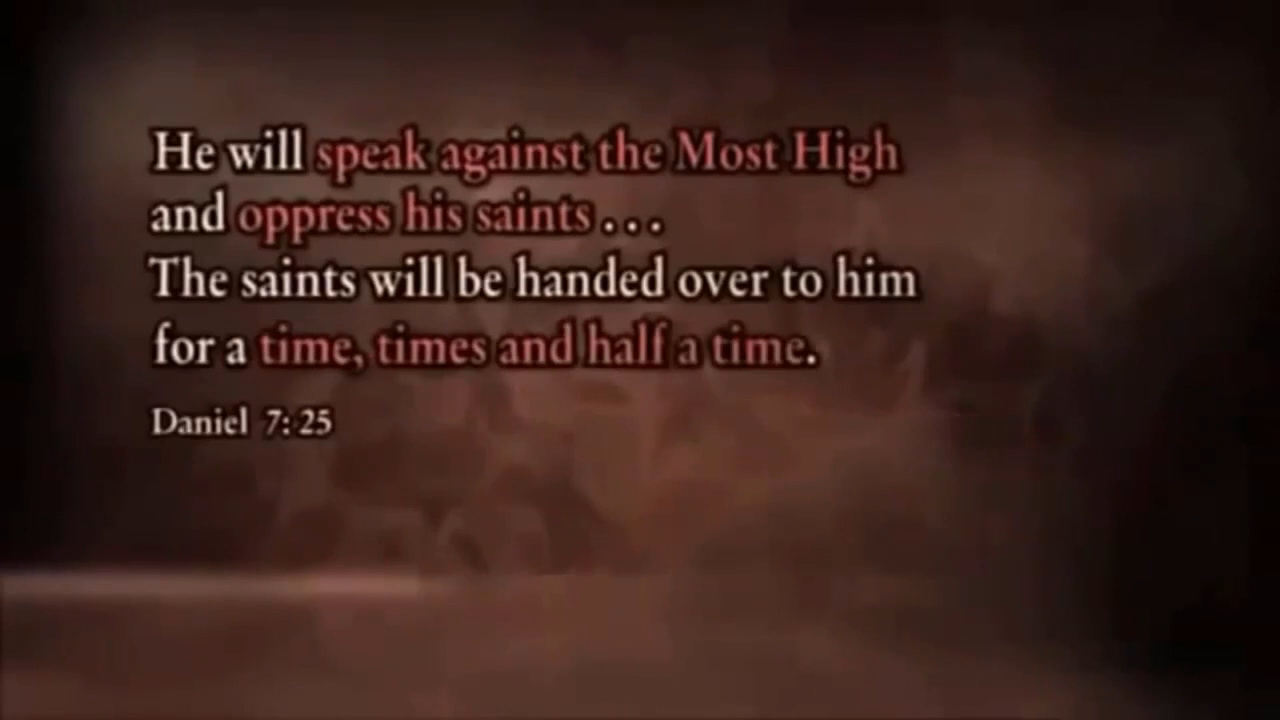 He will speak against the Most High
and oppress his saints . . .
The saints will be handed over to him
for a time, times and half a time.
Daniel 7:25